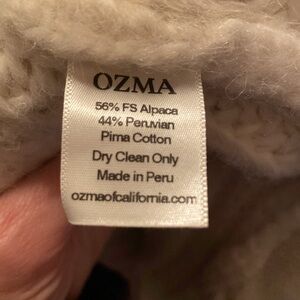 OZMA
56% FS Alpaca
44% Peruvian
Pima Cotton
Dry Clean Only
Made in Peru
ozmaofcalifornia.com